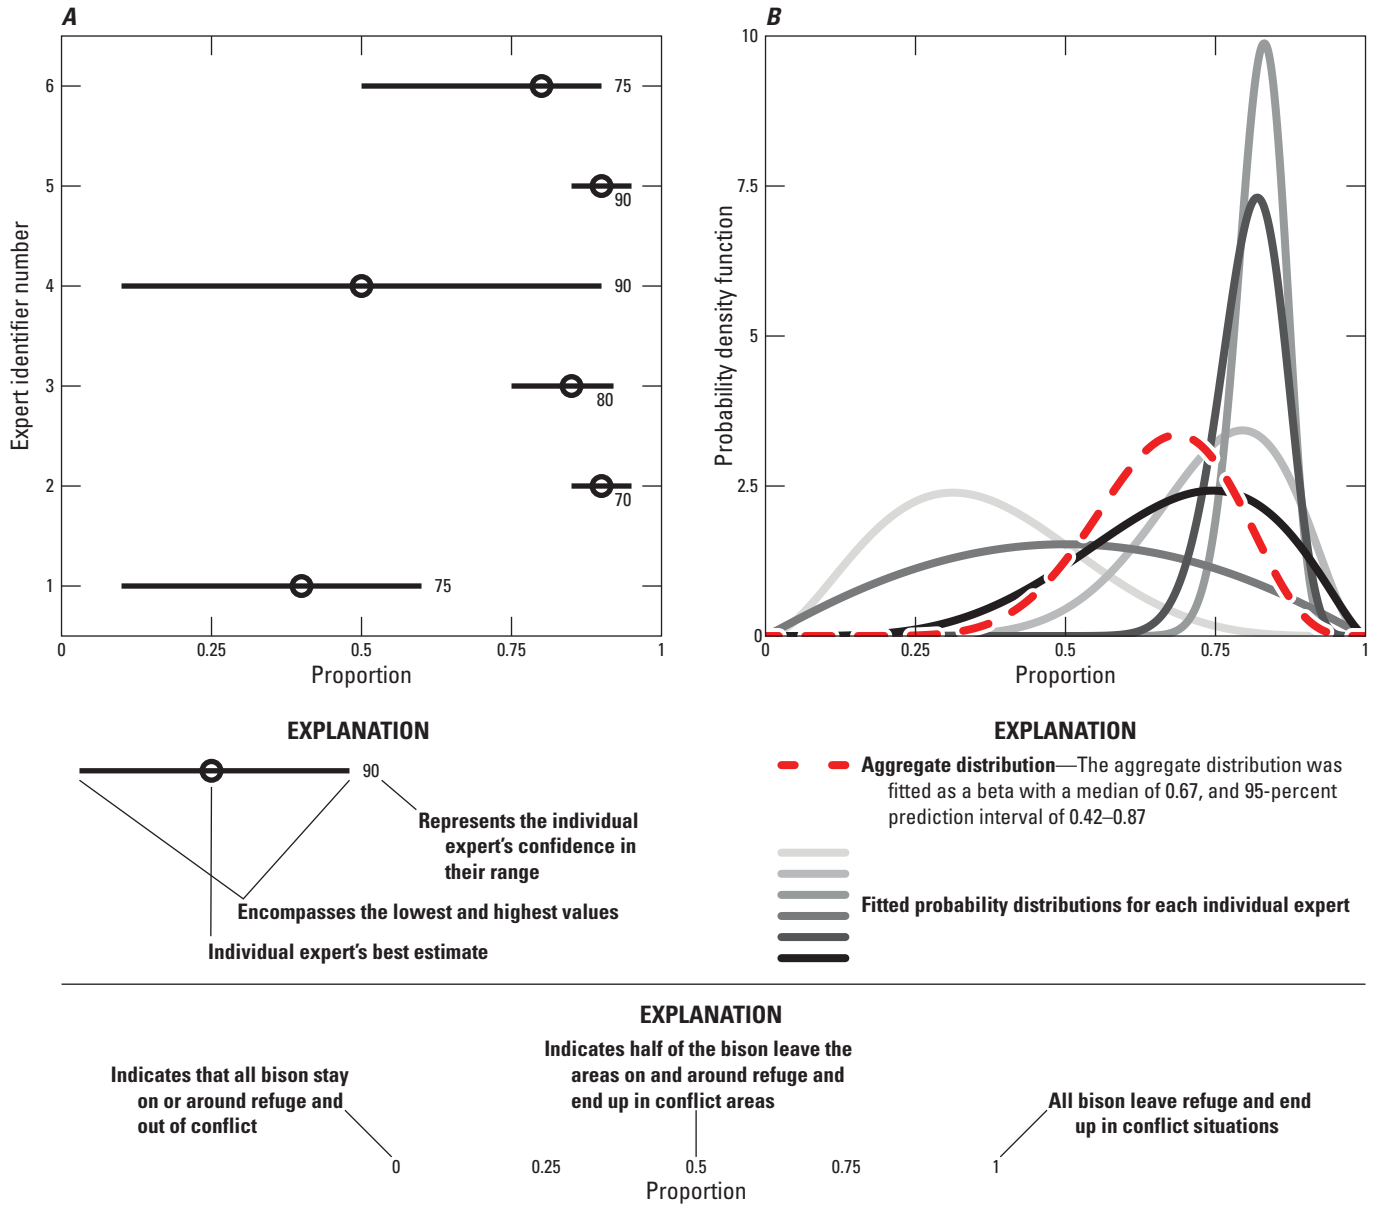 A
6
75
5
90
4
90
3
80
2
70
1
75
0
0.25
0.5
0.75
1
Proportion
Expert identifier number
B
10
7.5
5
2.5
0
0
0.25
0.5
0.75
1
Proportion
Probability density function
EXPLANATION
90
Represents the individual
expert's confidence in
their range
Encompasses the lowest and highest values
Individual expert's best estimate
EXPLANATION
Aggregate distribution—The aggregate distribution was
fitted as a beta with a median of 0.67, and 95-percent
prediction interval of 0.42–0.87
Fitted probability distributions for each individual expert
EXPLANATION
Indicates that all bison stay
on or around refuge and
out of conflict
Indicates half of the bison leave the
areas on and around refuge and
end up in conflict areas
All bison leave refuge and end
up in conflict situations
0
0.25
0.5
0.75
1
Proportion